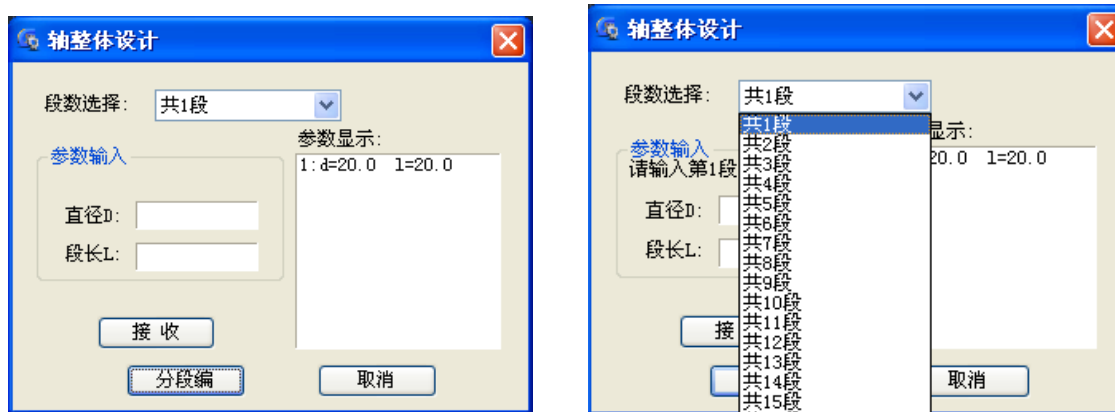 轴整体设计
段数选择: 共1段
参数显示:
参数输入
1:d=20.0 l=20.0
直径D:
段长L:
接 收
分段编
取消
轴整体设计
段数选择: 共1段
共1段
显示:
共2段
参数输入
共3段
20.0 l=20.0
请输入第1段
共4段
共5段
直径D:
共6段
共7段
段长L:
共8段
共9段
共10段
共11段
接
共12段
共13段
共14段
取消
共15段